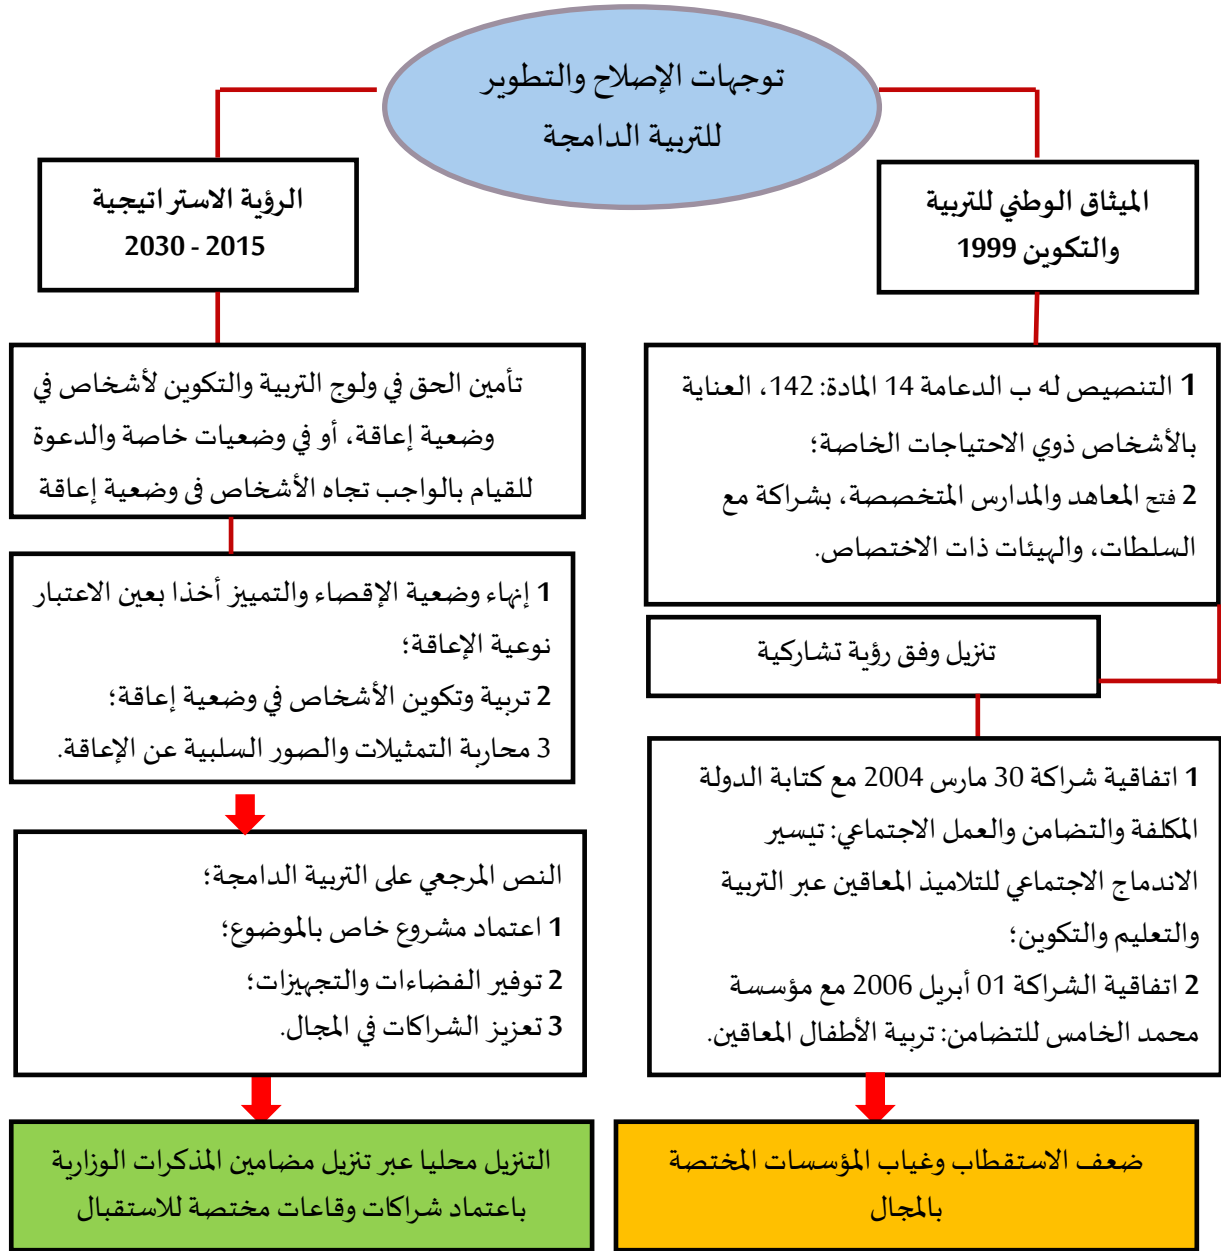 توجهات الإصلاح والتطوير
للتربية الدامجة
الميثاق الوطني للتربية
والتكوين 1999
1 التنصيص له ب الدعامة 14 المادة: 142، العناية
بالأشخاص ذوي الاحتياجات الخاصة؛
2 فتح المعاهد والمدارس المتخصصة، بشراكة مع
السلطات، والهيئات ذات الاختصاص.
تنزيل وفق رؤية تشاركية
1 اتفاقية شراكة 30 مارس 2004 مع كتابة الدولة
المكلفة والتضامن والعمل الاجتماعي: تيسير
الاندماج الاجتماعي للتلاميذ المعاقين عبر التربية
والتعليم والتكوين؛
2 اتفاقية الشراكة 01 أبريل 2006 مع مؤسسة
محمد الخامس للتضامن: تربية الأطفال المعاقين.
ضعف الاستقطاب وغياب المؤسسات المختصة
بالمجال
الرؤية الاستراتيجية
2015 - 2030
تأمين الحق في ولوج التربية والتكوين لأشخاص في
وضعية إعاقة، أو في وضعيات خاصة والدعوة
للقيام بالواجب تجاه الأشخاص في وضعية إعاقة
1 إنهاء وضعية الإقصاء والتمييز أخذا بعين الاعتبار
نوعية الإعاقة؛
2 تربية وتكوين الأشخاص في وضعية إعاقة؛
3 محاربة التمثيلات والصور السلبية عن الإعاقة.
النص المرجعي على التربية الدامجة؛
1 اعتماد مشروع خاص بالموضوع؛
2 توفير الفضاءات والتجهيزات؛
3 تعزيز الشراكات في المجال.
التنزيل محليا عبر تنزيل مضامين المذكرات الوزارية
باعتماد شراكات وقاعات مختصة للاستقبال